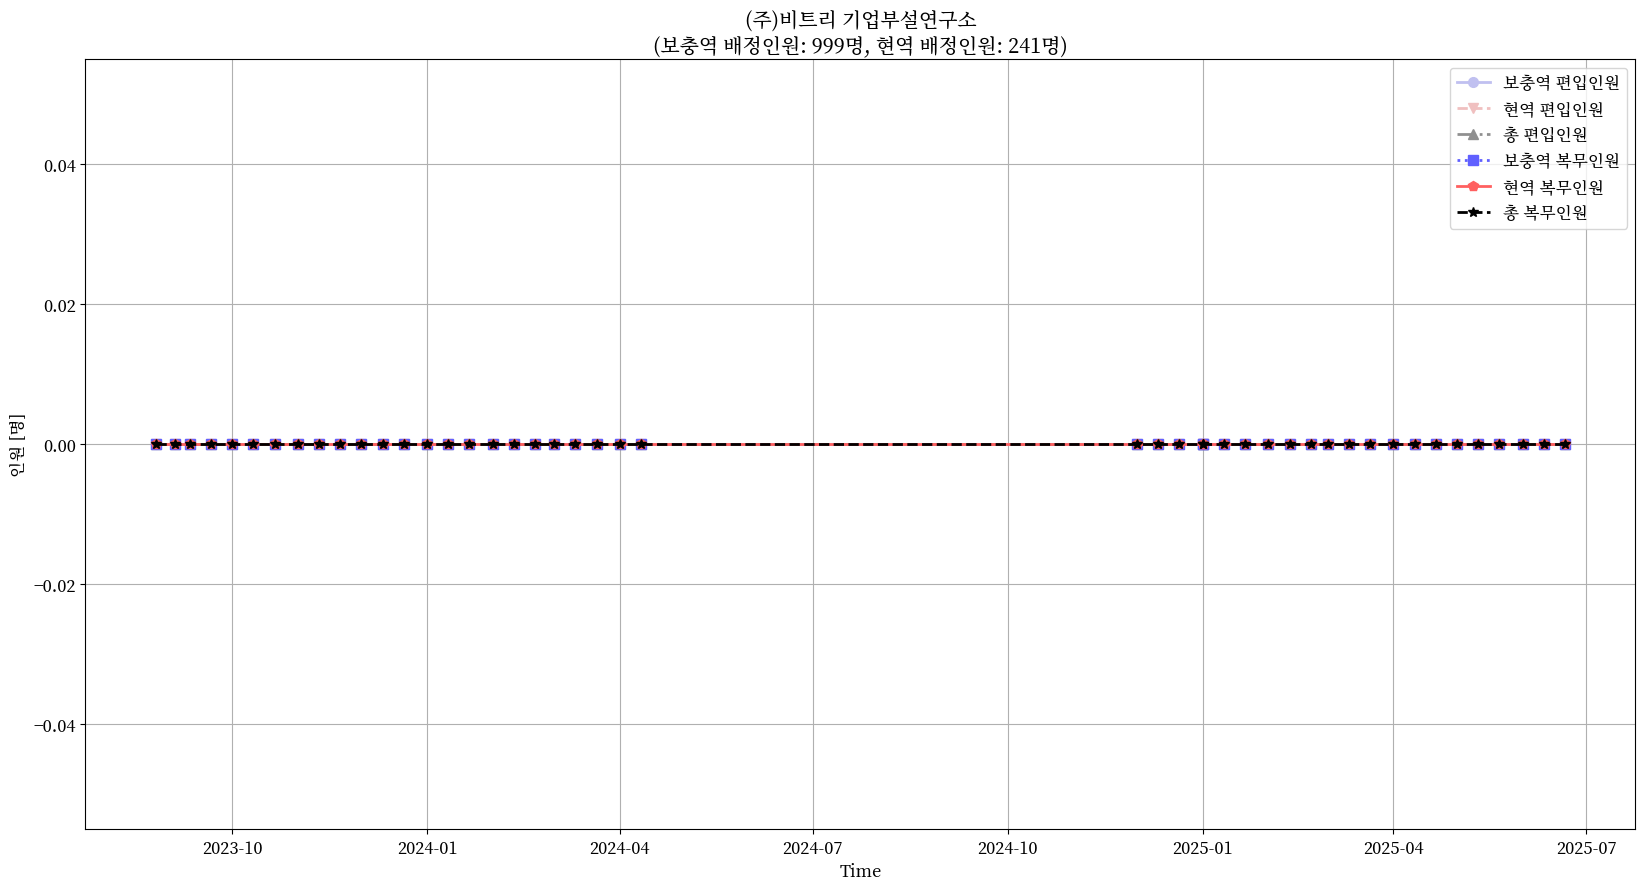 (주)비트리 기업부설연구소
(보충역 배정인원: 999명, 현역 배정인원: 241명)
보충역 편입인원
현역 편입인원
총 편입인원
보충역 복무인원
현역 복무인원
총 복무인원
0.04
0.02
0.00
−0.02
−0.04
인원 [명]
2023-10
2024-01
2024-04
2024-07
2024-10
2025-01
2025-04
2025-07
Time